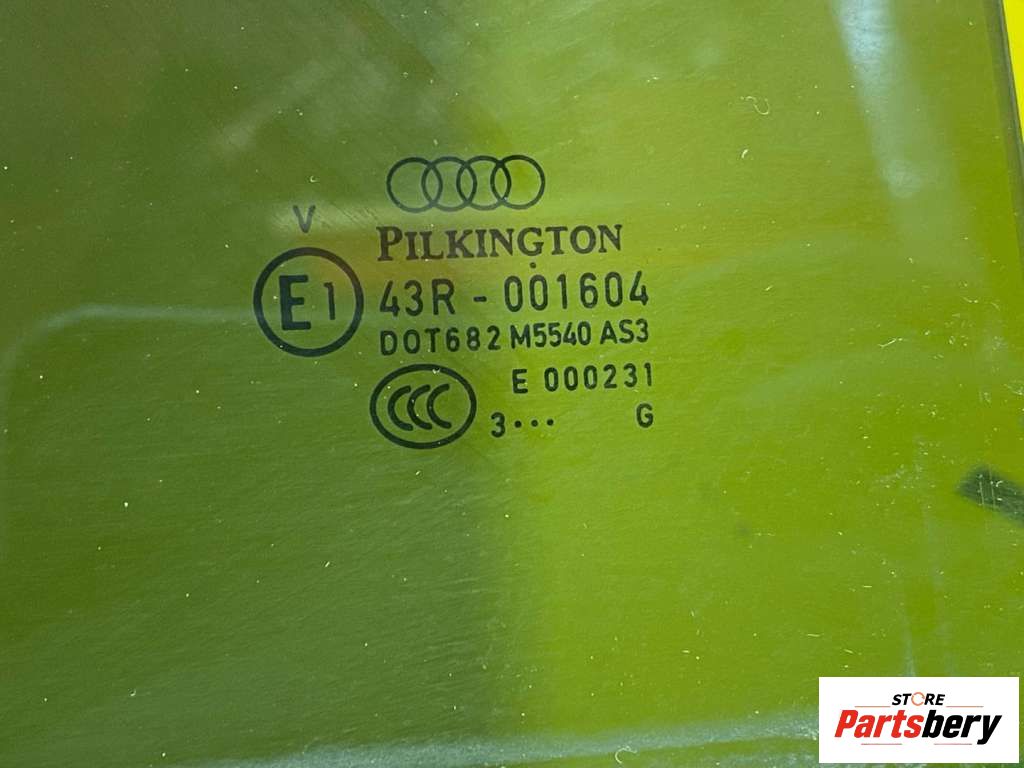 V
PILKINGTON
E1
43R - 001604
DOT682 M5540 AS3
CCC
E 000231
3... G
STORE
Partsbery